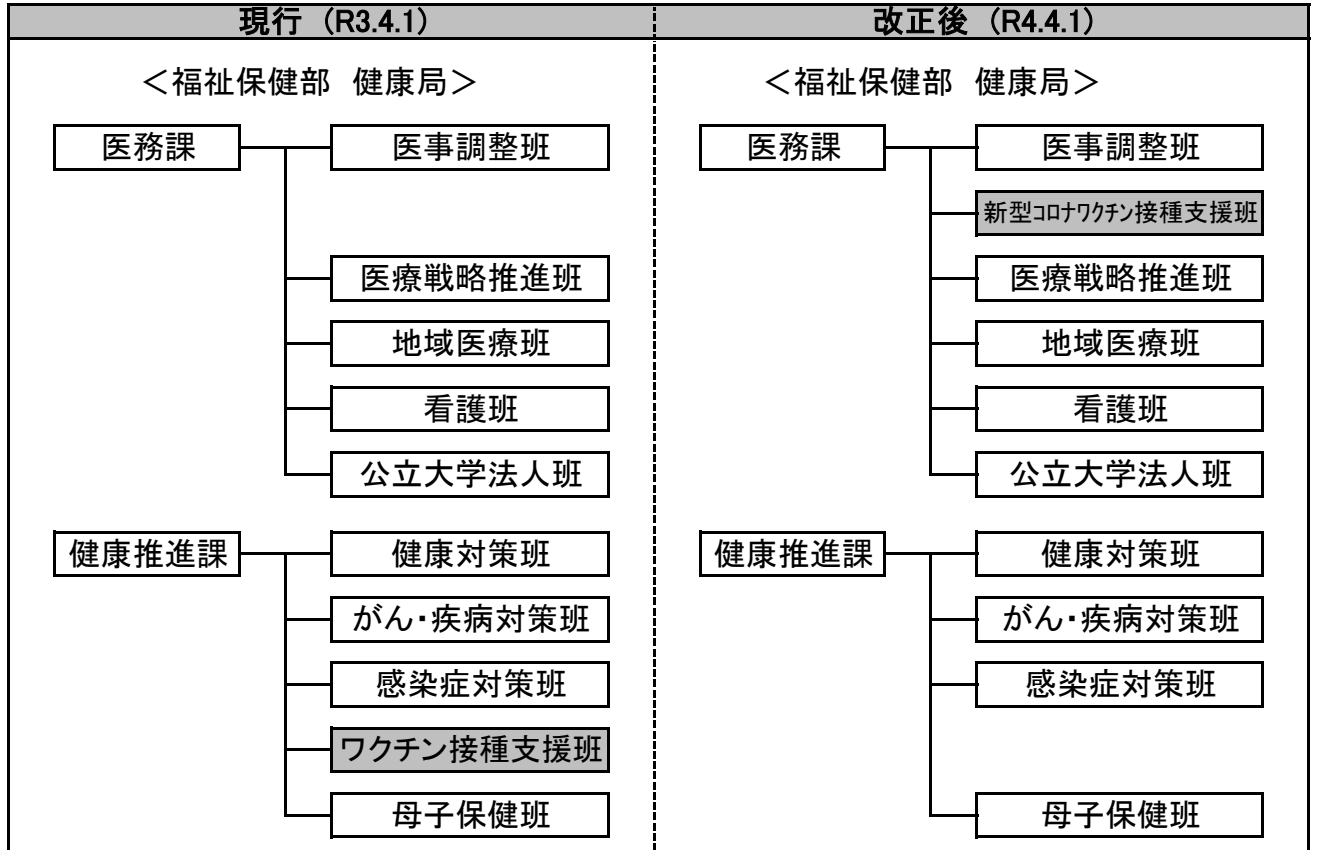 現行 (R3.4.1)
改正後 (R4.4.1)
＜福祉保健部 健康局＞
医務課
医事調整班
医療戦略推進班
地域医療班
看護班
公立大学法人班
健康推進課
健康対策班
がん・疾病対策班
感染症対策班
ワクチン接種支援班
母子保健班
＜福祉保健部 健康局＞
医務課
医事調整班
新型コロナワクチン接種支援班
医療戦略推進班
地域医療班
看護班
公立大学法人班
健康推進課
健康対策班
がん・疾病対策班
感染症対策班
母子保健班